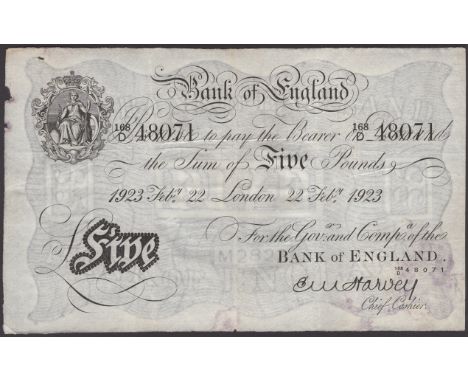 Bank of England
168/D 48071 168/D 48071
to pay the Bearer on Demand
the Sum of Five Pounds
1923 Feby. 22 London 22 Feby. 1923
For the Govr. and Compa. of the
BANK of ENGLAND.
168/D 48071
£Five
E M Harvey
Chief Cashier.